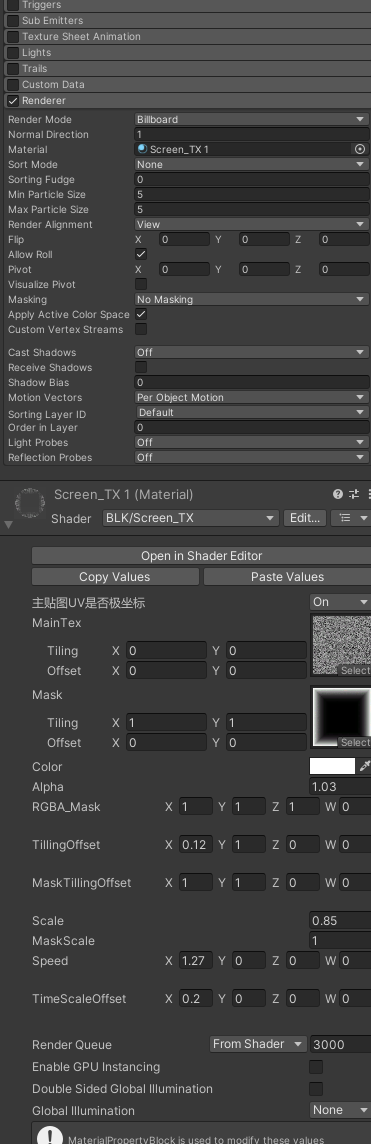 Triggers
Sub Emitters
Texture Sheet Animation
Lights
Trails
Custom Data
Renderer
Render Mode Billboard
Normal Direction 1
Material Screen_TX 1
Sort Mode None
Sorting Fudge 0
Min Particle Size 5
Max Particle Size 5
Render Alignment View
Flip X 0 Y 0 Z 0
Allow Roll
Pivot X 0 Y 0 Z 0
Visualize Pivot
Masking No Masking
Apply Active Color Space
Custom Vertex Streams
Cast Shadows Off
Receive Shadows
Shadow Bias 0
Motion Vectors Per Object Motion
Sorting Layer ID Default
Order in Layer 0
Light Probes Off
Reflection Probes Off
Screen_TX 1 (Material)
Shader BLK/Screen_TX Edit...
Open in Shader Editor
Copy Values Paste Values
主贴图UV是否极坐标 On
MainTex
Tiling X 0 Y 0
Offset X 0 Y 0
Select
Mask
Tiling X 1 Y 1
Offset X 0 Y 0
Select
Color
Alpha 1.03
RGBA_Mask X 1 Y 1 Z 1 W 0
TillingOffset X 0.12 Y 1 Z 0 W 0
MaskTillingOffset X 1 Y 1 Z 0 W 0
Scale 0.85
MaskScale 1
Speed X 1.27 Y 0 Z 0 W 0
TimeScaleOffset X 0.2 Y 0 Z 0 W 0
Render Queue From Shader 3000
Enable GPU Instancing
Double Sided Global Illumination
Global Illumination None
MaterialPropertyBlock is used to modify these values